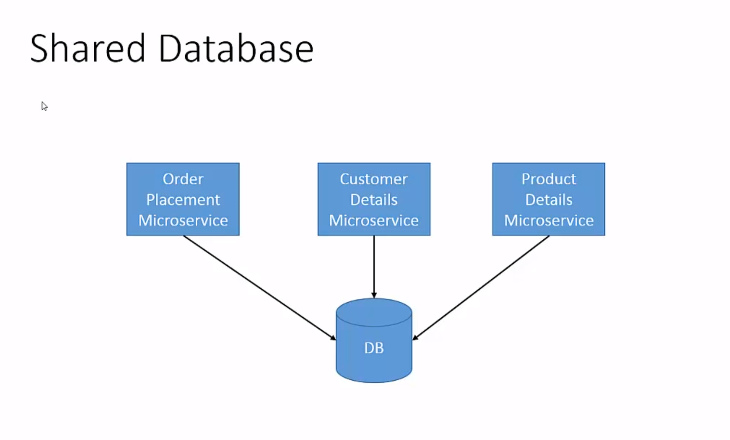 Shared Database
Order
Placement
Microservice
Customer
Details
Microservice
Product
Details
Microservice
DB